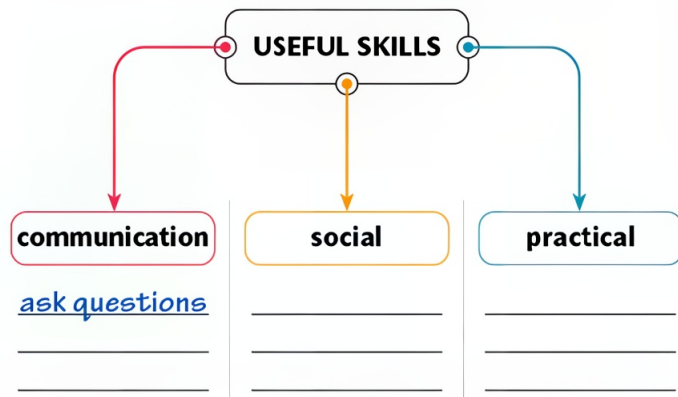 USEFUL SKILLS
communication
social
practical
ask questions